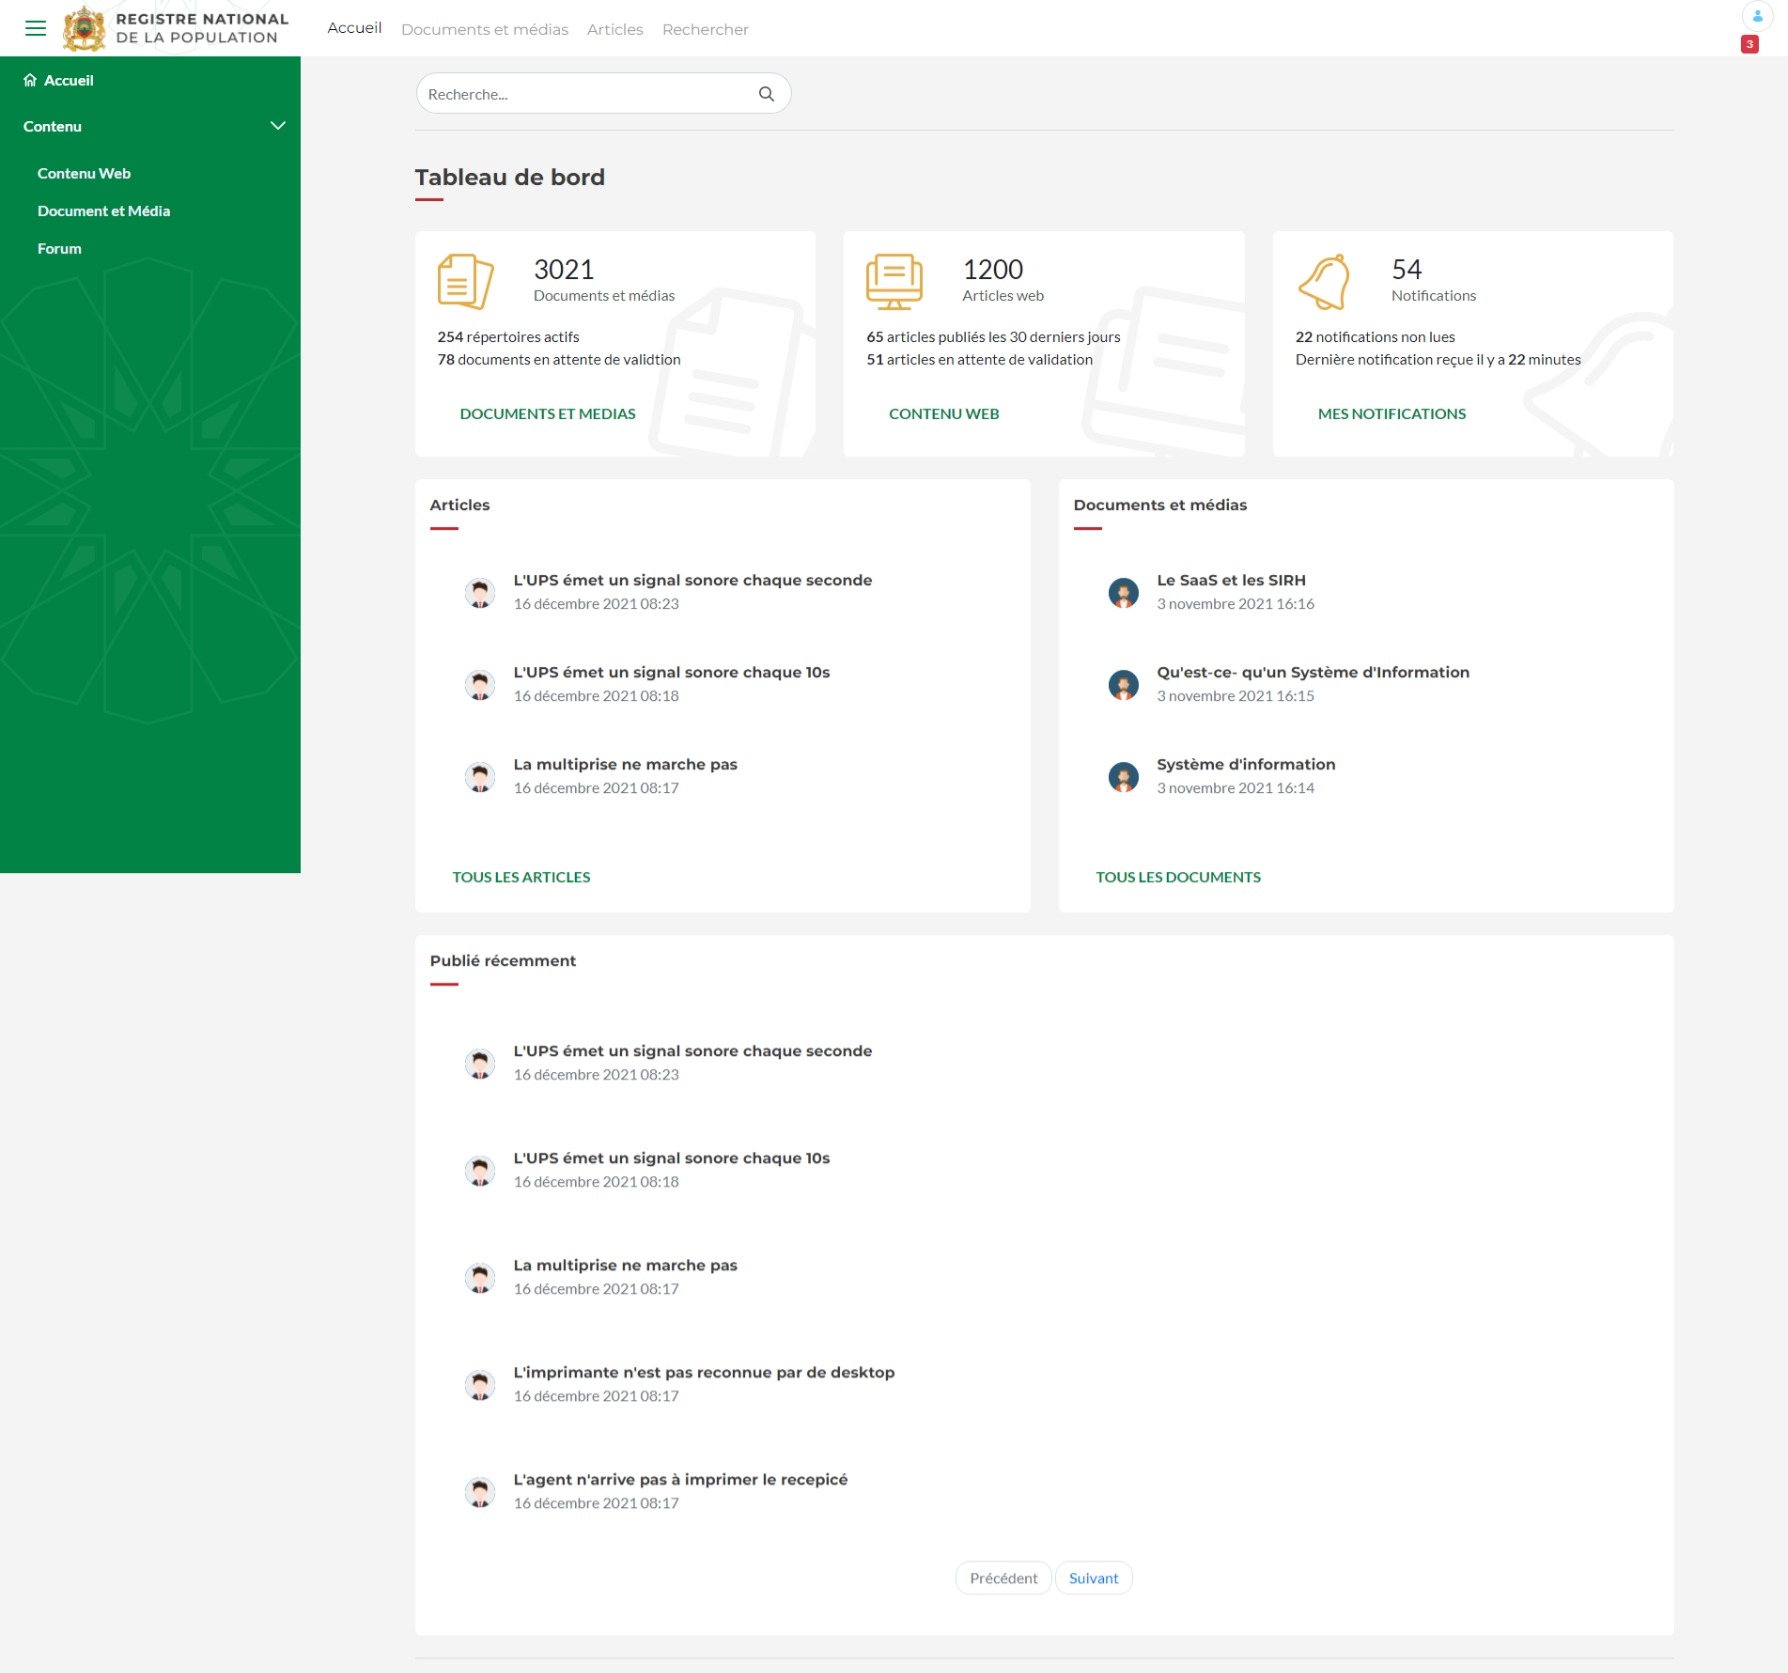 REGISTRE NATIONAL
DE LA POPULATION
Accueil
Documents et médias
Articles
Rechercher
3
Accueil
Contenu
Contenu Web
Document et Média
Forum
Recherche...
Tableau de bord
3021
Documents et médias
254 répertoires actifs
78 documents en attente de validtion
DOCUMENTS ET MEDIAS
1200
Articles web
65 articles publiés les 30 derniers jours
51 articles en attente de validation
CONTENU WEB
54
Notifications
22 notifications non lues
Dernière notification reçue il y a 22 minutes
MES NOTIFICATIONS
Articles
L'UPS émet un signal sonore chaque seconde
16 décembre 2021 08:23
L'UPS émet un signal sonore chaque 10s
16 décembre 2021 08:18
La multiprise ne marche pas
16 décembre 2021 08:17
TOUS LES ARTICLES
Documents et médias
Le SaaS et les SIRH
3 novembre 2021 16:16
Qu'est-ce- qu'un Système d'Information
3 novembre 2021 16:15
Système d'information
3 novembre 2021 16:14
TOUS LES DOCUMENTS
Publié récemment
L'UPS émet un signal sonore chaque seconde
16 décembre 2021 08:23
L'UPS émet un signal sonore chaque 10s
16 décembre 2021 08:18
La multiprise ne marche pas
16 décembre 2021 08:17
L'imprimante n'est pas reconnue par de desktop
16 décembre 2021 08:17
L'agent n'arrive pas à imprimer le recepicé
16 décembre 2021 08:17
Précédent
Suivant